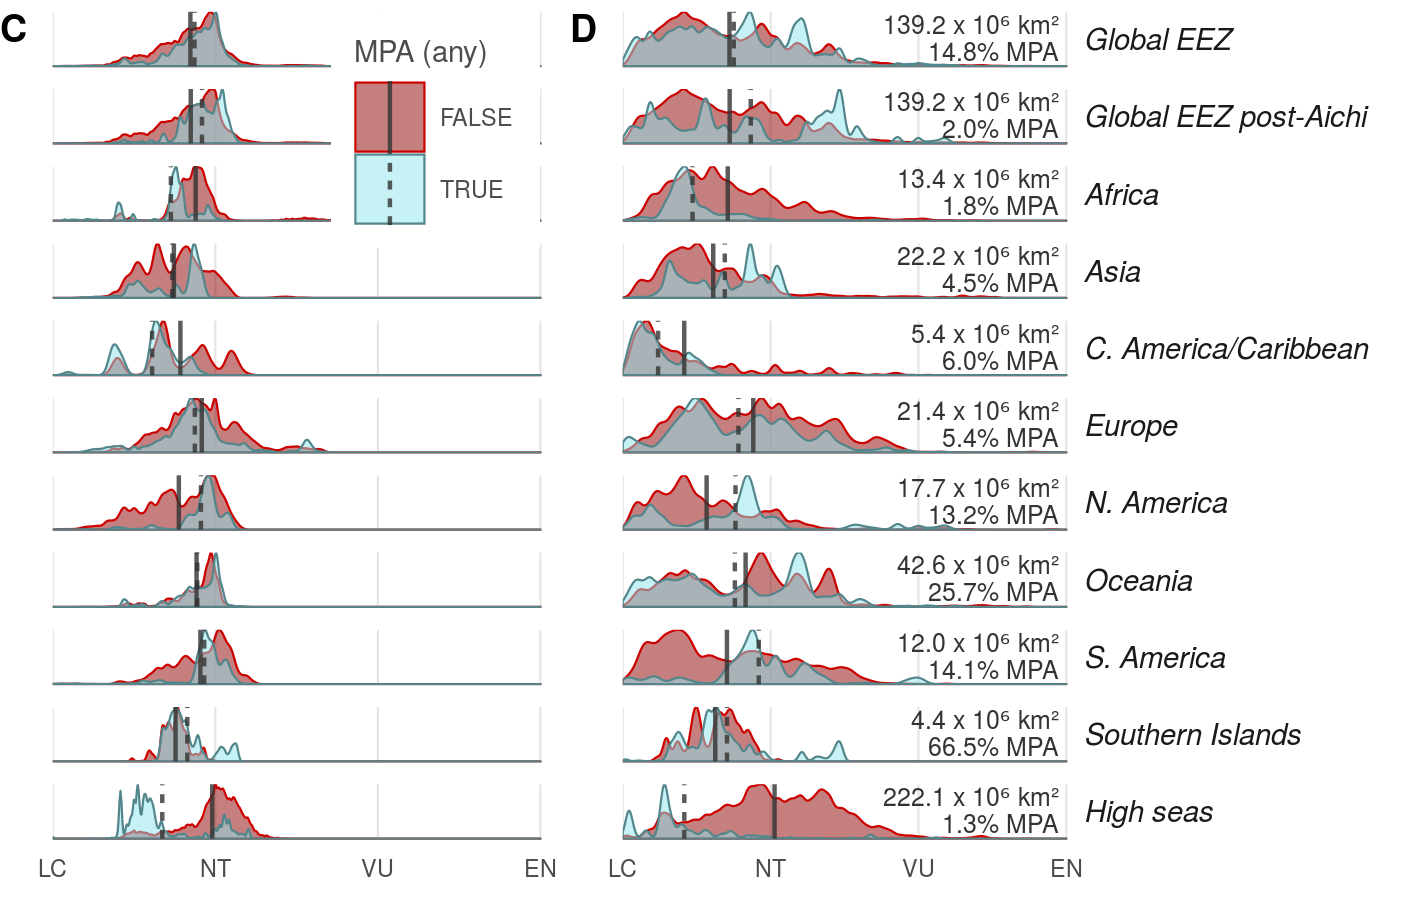 C
D
MPA (any)
FALSE
TRUE
139.2 x 10⁶ km²
14.8% MPA
Global EEZ
139.2 x 10⁶ km²
2.0% MPA
Global EEZ post-Aichi
13.4 x 10⁶ km²
1.8% MPA
Africa
22.2 x 10⁶ km²
4.5% MPA
Asia
5.4 x 10⁶ km²
6.0% MPA
C. America/Caribbean
21.4 x 10⁶ km²
5.4% MPA
Europe
17.7 x 10⁶ km²
13.2% MPA
N. America
42.6 x 10⁶ km²
25.7% MPA
Oceania
12.0 x 10⁶ km²
14.1% MPA
S. America
4.4 x 10⁶ km²
66.5% MPA
Southern Islands
222.1 x 10⁶ km²
1.3% MPA
High seas
LC NT VU EN
LC NT VU EN